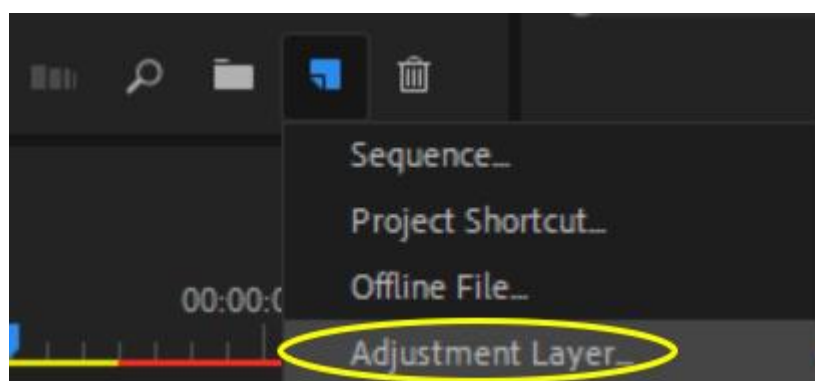 Sequence...
Project Shortcut...
Offline File...
00:00:0
Adjustment Layer...